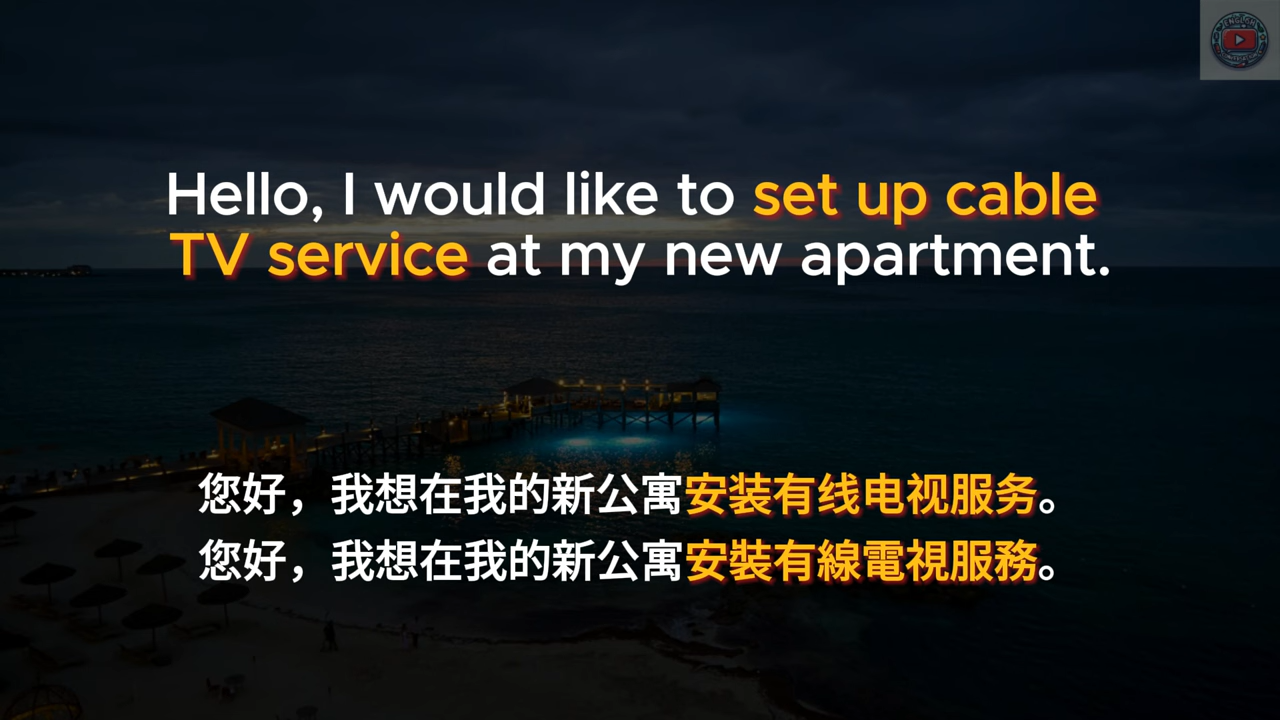 Hello, I would like to set up cable
TV service at my new apartment.
您好，我想在我的新公寓安装有线电视服务。
您好，我想在我的新公寓安裝有線電視服務。